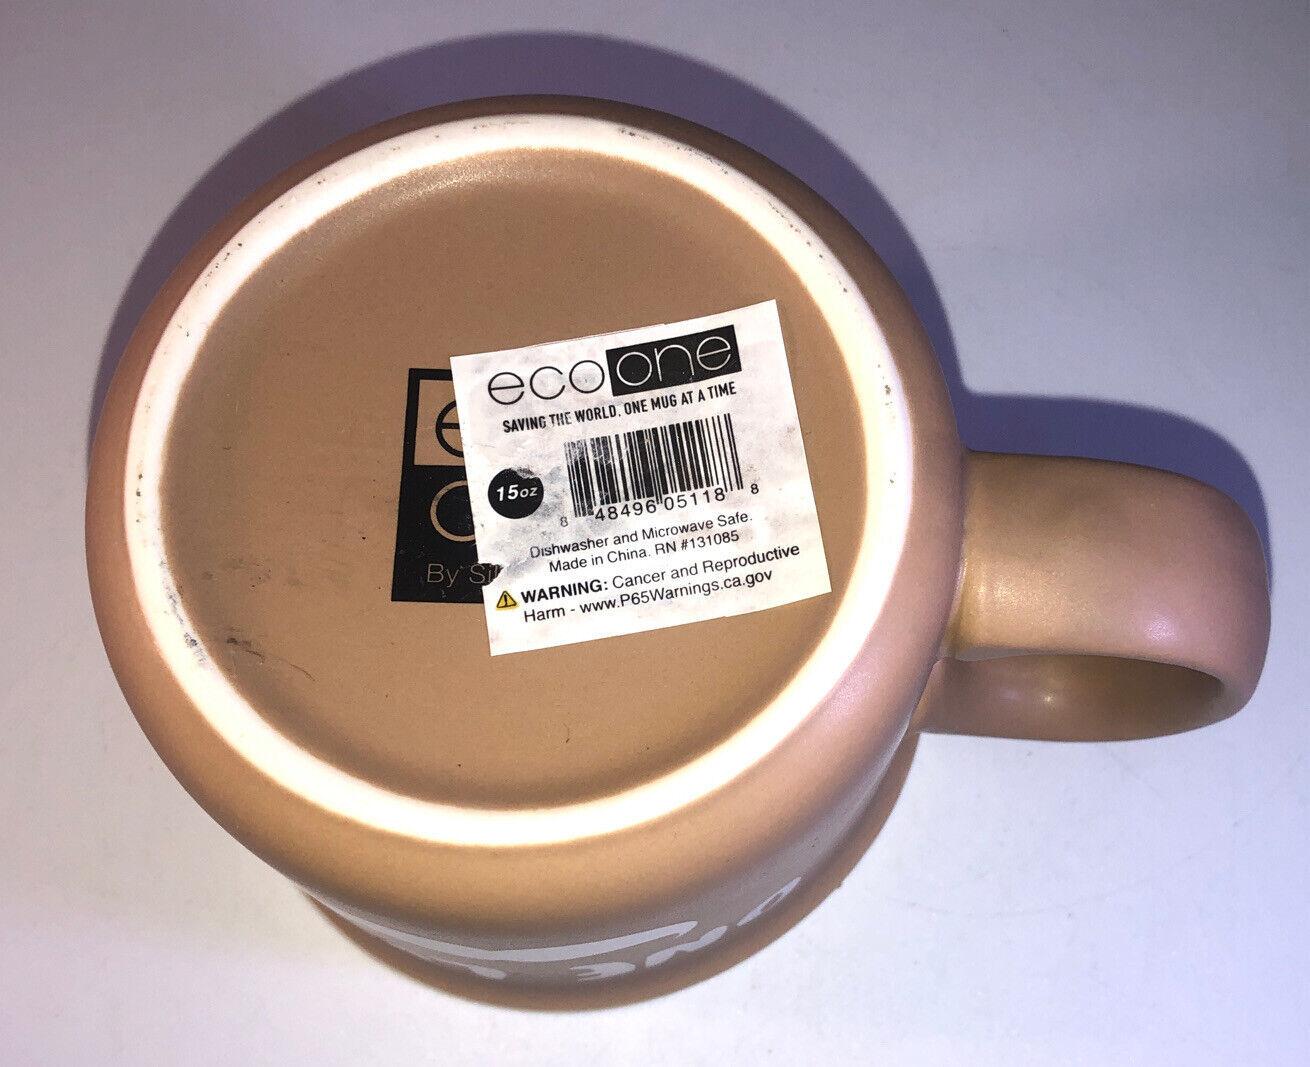 ecoone
SAVING THE WORLD, ONE MUG AT A TIME
15oz
8 48496 05118 8
Dishwasher and Microwave Safe.
Made in China. RN #131085
WARNING: Cancer and Reproductive
Harm - www.P65Warnings.ca.gov
By